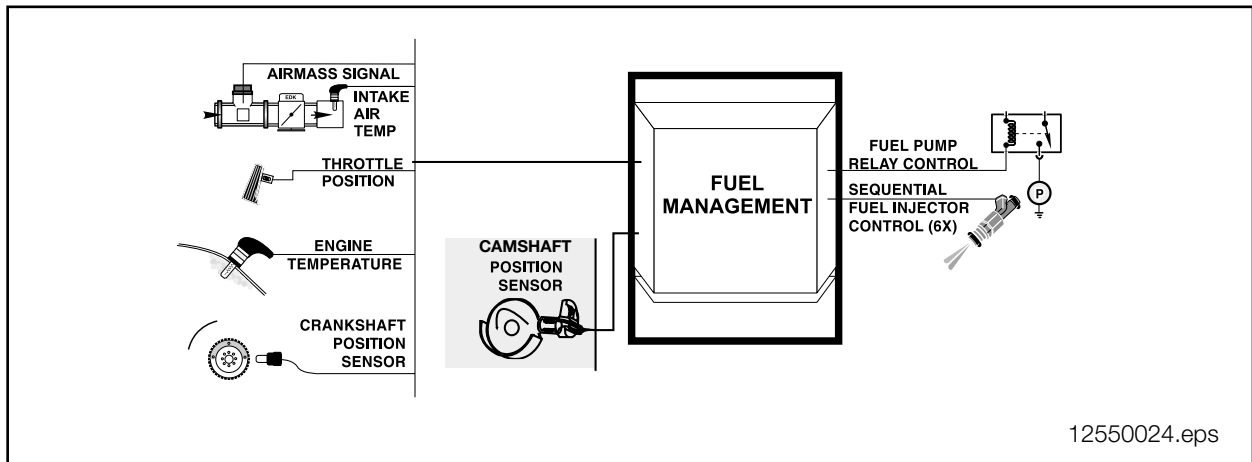 AIRMASS SIGNAL
EDK
INTAKE
AIR
TEMP
THROTTLE
POSITION
ENGINE
TEMPERATURE
CRANKSHAFT
POSITION
SENSOR
CAMSHAFT
POSITION
SENSOR
FUEL
MANAGEMENT
FUEL PUMP
RELAY CONTROL
P
SEQUENTIAL
FUEL INJECTOR
CONTROL (6X)
12550024.eps